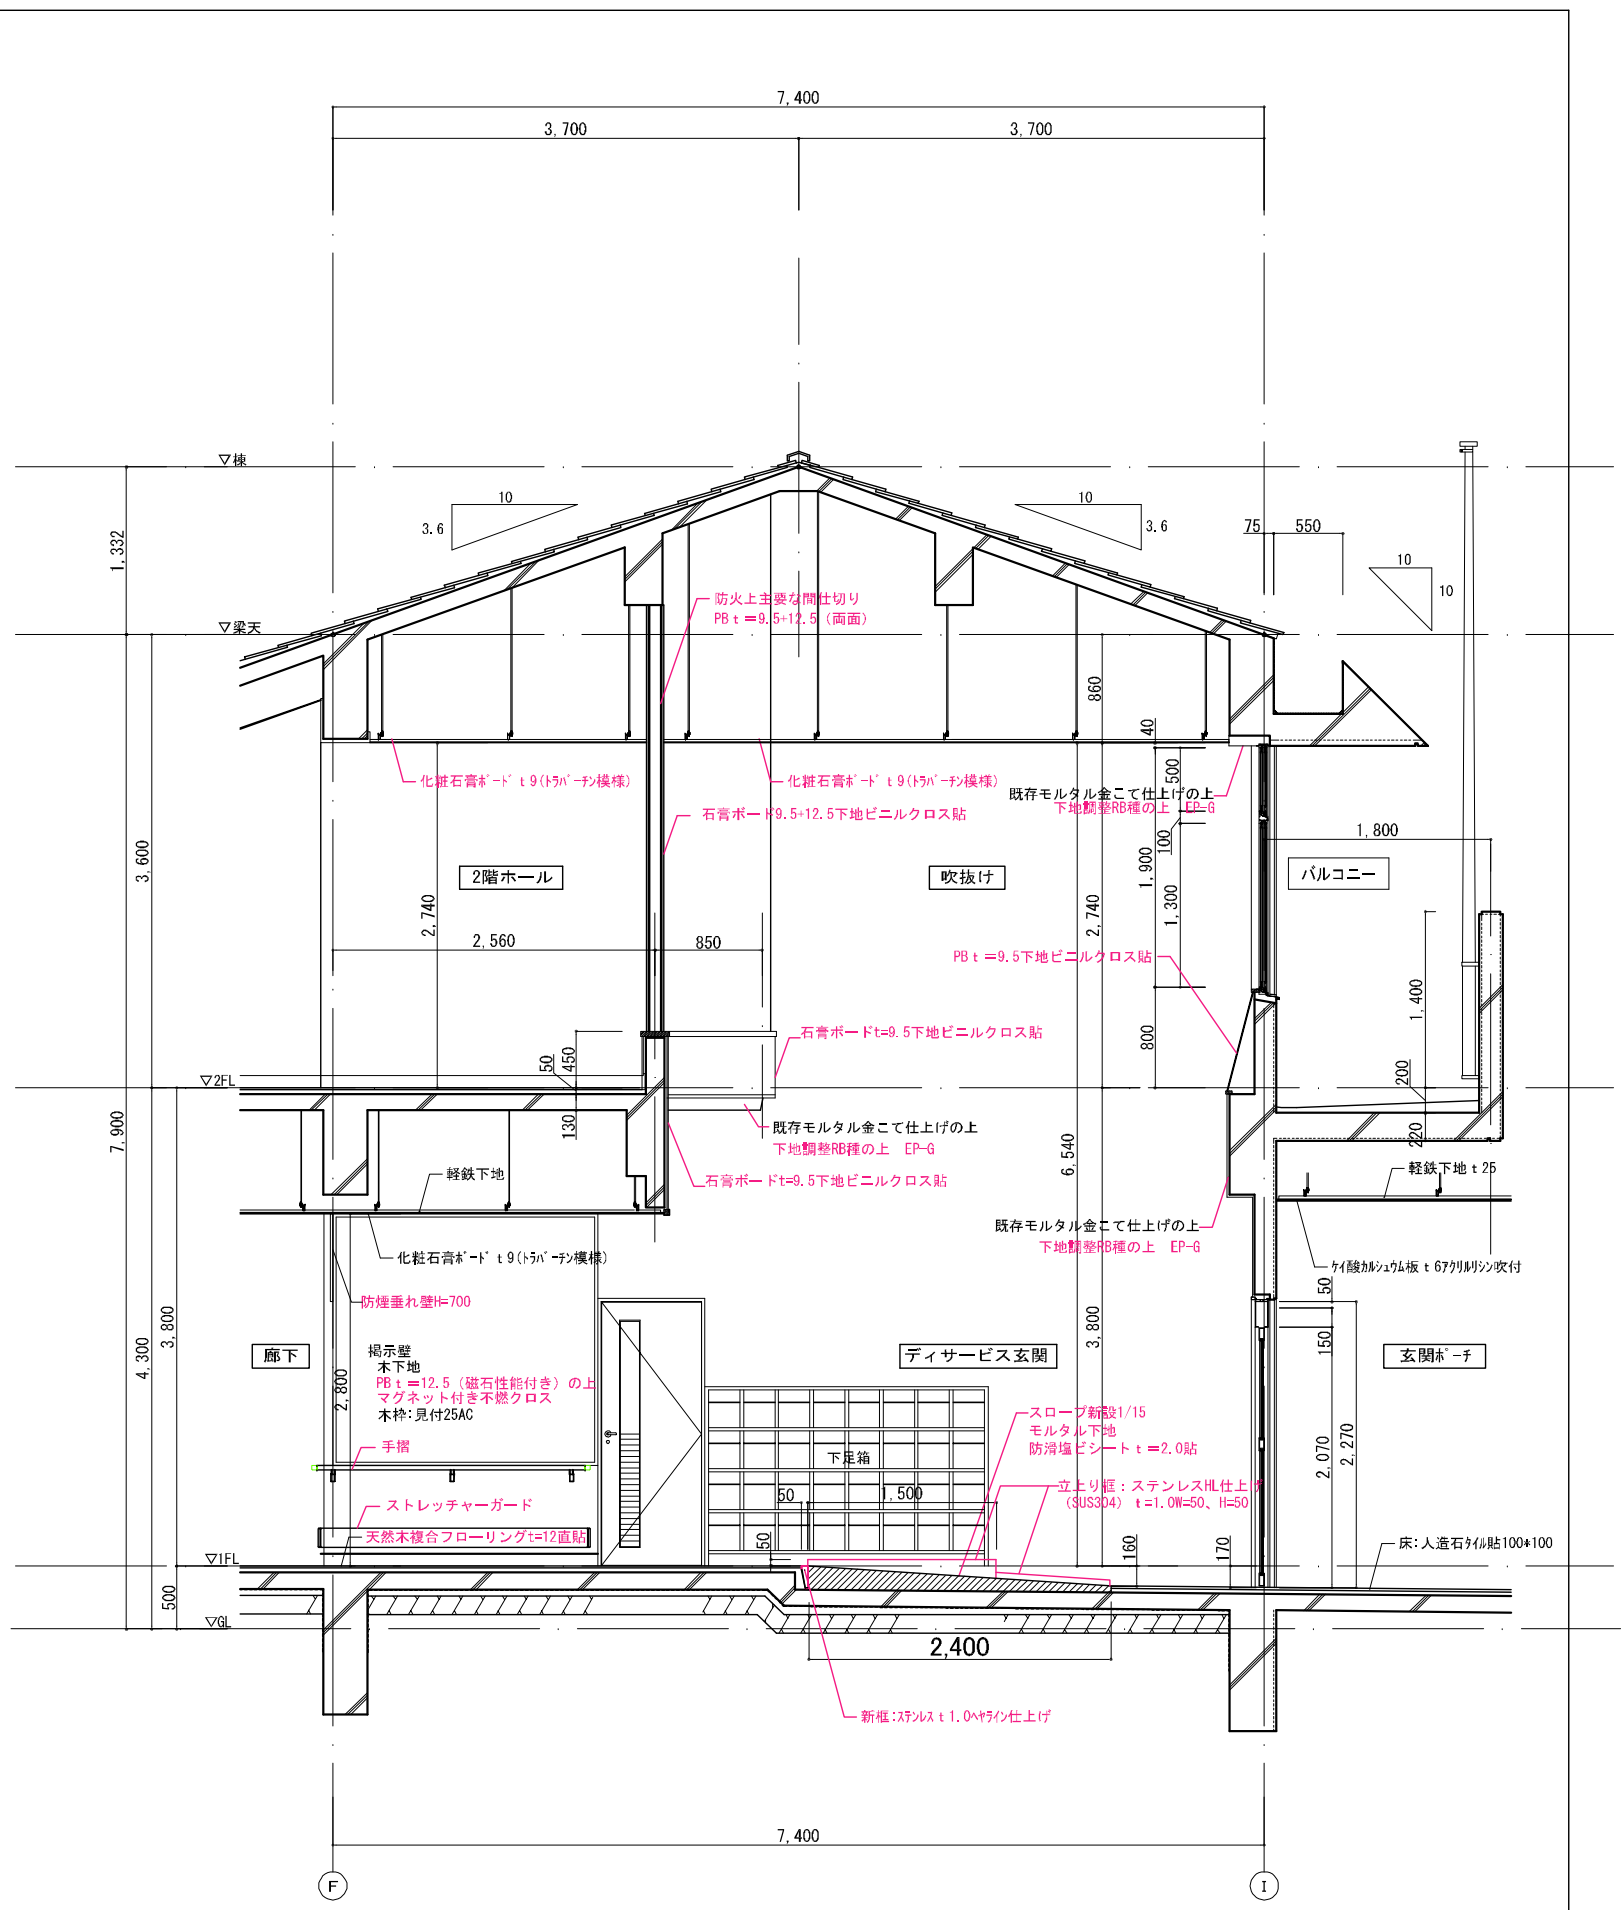 7,400
3,700
3,700
▽棟
10
3.6
10
3.6
75
550
10
10
1,332
▽梁天
防火上主要な間仕切り
PBt=9.5+12.5(両面)
860
40
化粧石膏ボードt9(トラバーチン模様)
化粧石膏ボードt9(トラバーチン模様)
500
既存モルタル金こて仕上げの上
下地調整RB種の上 EP-G
石膏ボード9.5+12.5下地ビニルクロス貼
100
1,800
3,600
2階ホール
吹抜け
1,900
1,300
バルコニー
2,740
2,740
2,560
850
PBt=9.5下地ビニルクロス貼
1,400
石膏ボードt=9.5下地ビニルクロス貼
50
450
800
▽2FL
200
130
既存モルタル金こて仕上げの上
下地調整RB種の上 EP-G
220
7,900
6,540
軽鉄下地
石膏ボードt=9.5下地ビニルクロス貼
軽鉄下地t25
既存モルタル金こて仕上げの上
下地調整RB種の上 EP-G
化粧石膏ボードt9(トラバーチン模様)
ケイ酸カルシュウム板t6アクリルリシン吹付
50
防煙垂れ壁H=700
3,800
4,300
3,800
150
廊下
掲示壁
木下地
PBt=12.5(磁石性能付き)の上
マグネット付き不燃クロス
木枠:見付25AC
2,800
ディサービス玄関
玄関ポーチ
スロープ新設1/15
モルタル下地
防滑塩ビシートt=2.0貼
手摺
下足箱
2,070
2,270
50
1,500
立上り框:ステンレスHL仕上げ
(SUS304) t=1.0W=50、H=50
ストレッチャーガード
天然木複合フローリングt=12直貼
50
160
170
床:人造石タイル貼100*100
▽1FL
500
▽GL
2,400
新框:ステンレスt1.0ヘヤライン仕上げ
7,400
F
I